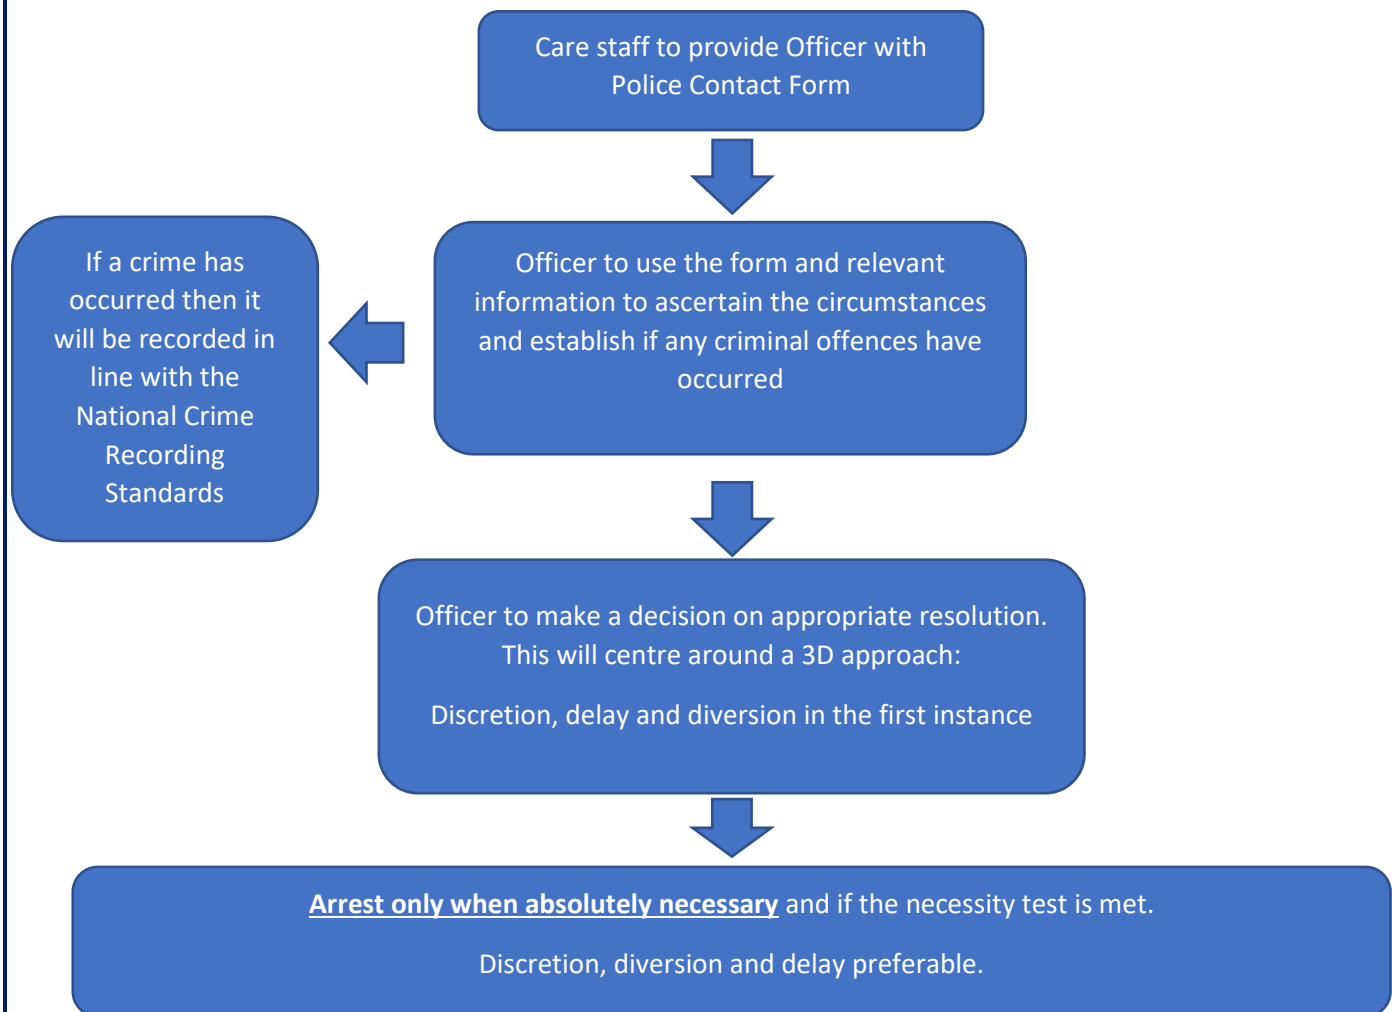 Care staff to provide Officer with
Police Contact Form
If a crime has
occurred then it
will be recorded in
line with the
National Crime
Recording
Standards
Officer to use the form and relevant
information to ascertain the circumstances
and establish if any criminal offences have
occurred
Officer to make a decision on appropriate resolution.
This will centre around a 3D approach:
Discretion, delay and diversion in the first instance
Arrest only when absolutely necessary and if the necessity test is met.
Discretion, diversion and delay preferable.